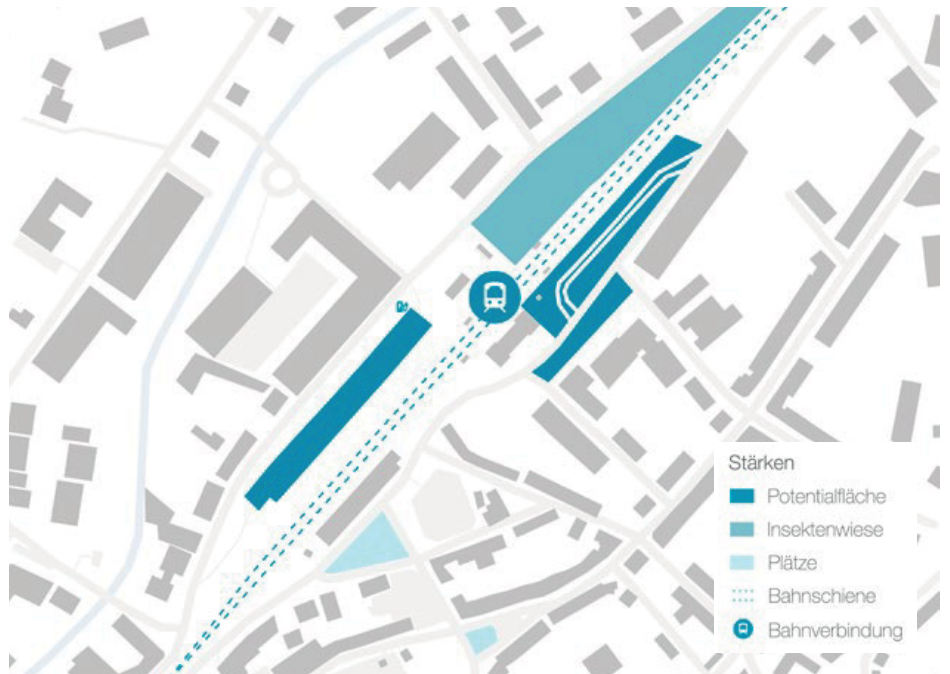 Stärken
Potentialfläche
Insektenwiese
Plätze
Bahnschiene
Bahnverbindung